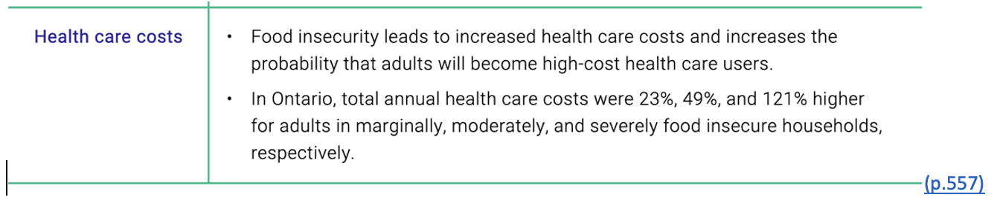 Health care costs
• Food insecurity leads to increased health care costs and increases the
probability that adults will become high-cost health care users.
• In Ontario, total annual health care costs were 23%, 49%, and 121% higher
for adults in marginally, moderately, and severely food insecure households,
respectively.
(p.557)